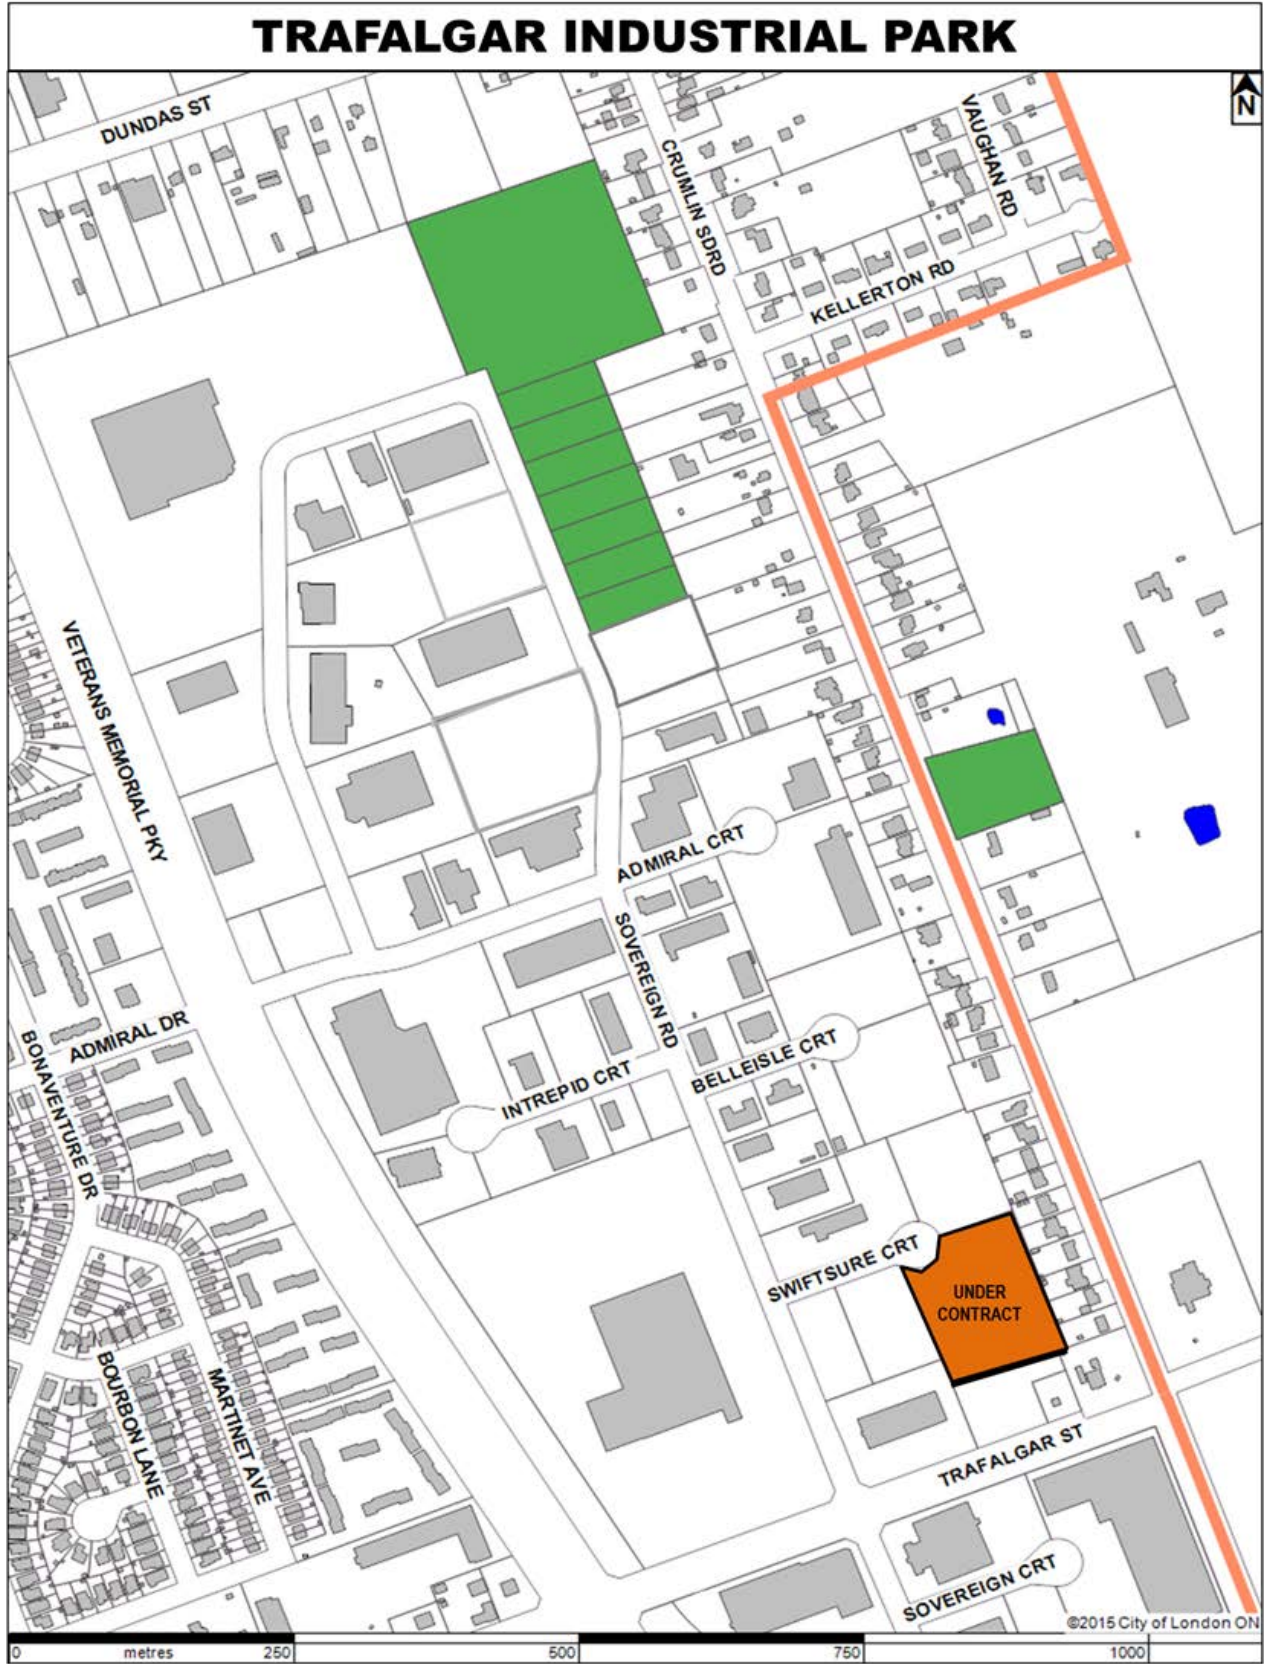 TRAFALGAR INDUSTRIAL PARK
N
DUNDAS ST
VAUGHAN RD
CRUMLIN SDRD
KELLERTON RD
VETERANS MEMORIAL PKY
ADMIRAL CRT
SOVEREIGN RD
ADMIRAL DR
BONAVENTURE DR
BELLEISLE CRT
INTREPID CRT
SWIFTSURE CRT
UNDER
CONTRACT
BOURBON LANE
MARTINET AVE
TRAFALGAR ST
SOVEREIGN CRT
©2015 City of London ON
0 metres 250 500 750 1000